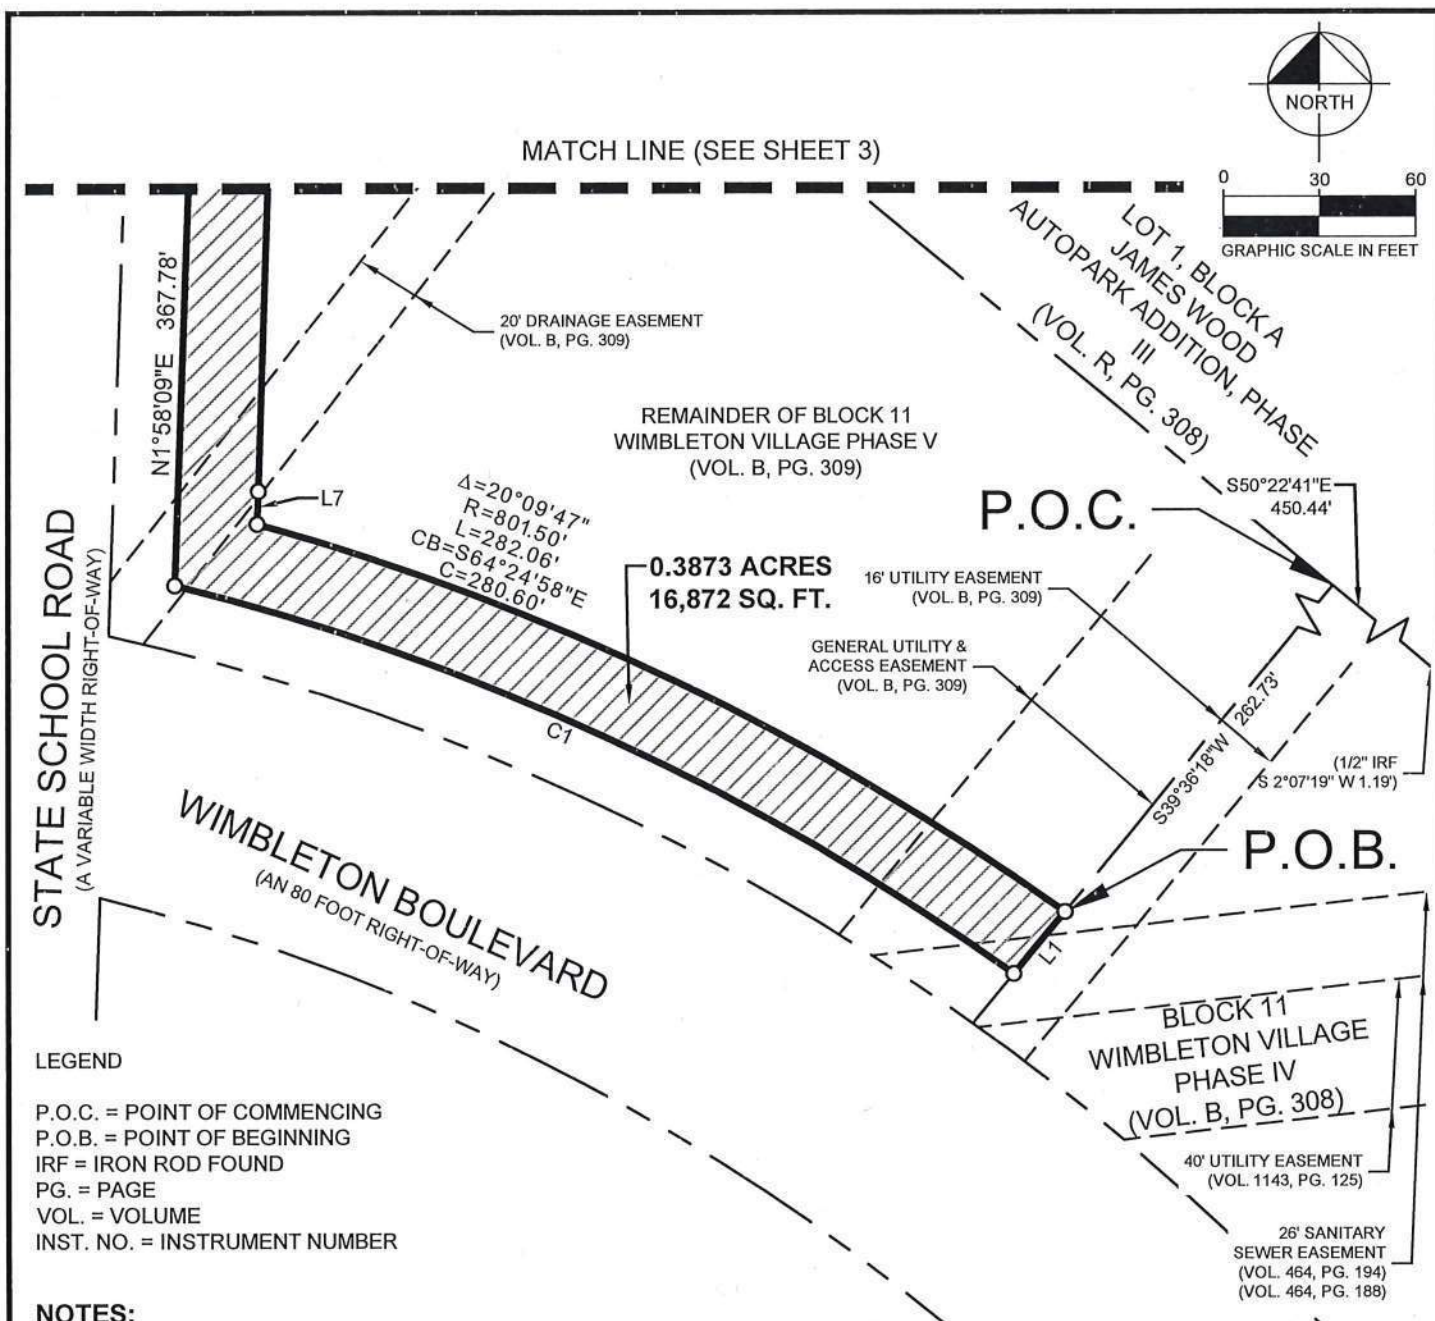 NORTH
MATCH LINE (SEE SHEET 3)
0 30 60
GRAPHIC SCALE IN FEET
LOT 1, BLOCK A
JAMES WOOD
AUTOPARK ADDITION, PHASE
III
(VOL. R, PG. 308)
N1°58'09"E 367.78'
20' DRAINAGE EASEMENT
(VOL. B, PG. 309)
REMAINDER OF BLOCK 11
WIMBLETON VILLAGE PHASE V
(VOL. B, PG. 309)
S50°22'41"E
450.44'
P.O.C.
L7
Δ=20°09'47"
R=801.50'
L=282.06'
CB=S64°24'58"E
C=280.60'
0.3873 ACRES
16,872 SQ. FT.
16' UTILITY EASEMENT
(VOL. B, PG. 309)
GENERAL UTILITY &
ACCESS EASEMENT
(VOL. B, PG. 309)
STATE SCHOOL ROAD
(A VARIABLE WIDTH RIGHT-OF-WAY)
C1
S39°36'18"W 262.73'
(1/2" IRF
S 2°07'19" W 1.19')
WIMBLETON BOULEVARD
(AN 80 FOOT RIGHT-OF-WAY)
P.O.B.
L1
BLOCK 11
WIMBLETON VILLAGE
PHASE IV
(VOL. B, PG. 308)
40' UTILITY EASEMENT
(VOL. 1143, PG. 125)
26' SANITARY
SEWER EASEMENT
(VOL. 464, PG. 194)
(VOL. 464, PG. 188)
LEGEND
P.O.C. = POINT OF COMMENCING
P.O.B. = POINT OF BEGINNING
IRF = IRON ROD FOUND
PG. = PAGE
VOL. = VOLUME
INST. NO. = INSTRUMENT NUMBER
NOTES: